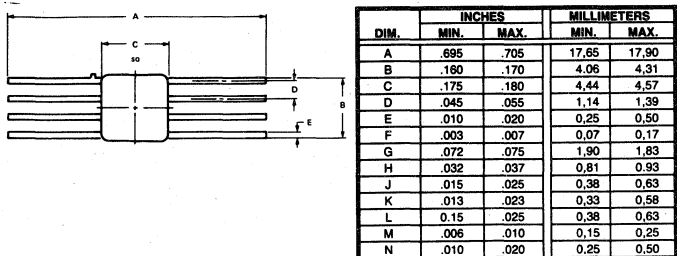 A
C
SQ
D
B
E
INCHES MILLIMETERS
DIM. MIN. MAX. MIN. MAX.
A .695 .705 17,65 17,90
B .160 .170 4.06 4,31
C .175 .180 4,44 4,57
D .045 .055 1,14 1,39
E .010 .020 0,25 0,50
F .003 .007 0,07 0,17
G .072 .075 1,90 1,83
H .032 .037 0,81 0.93
J .015 .025 0,38 0,63
K .013 .023 0,33 0,58
L 0.15 .025 0,38 0,63
M .006 .010 0,15 0,25
N .010 .020 0.25 0,50